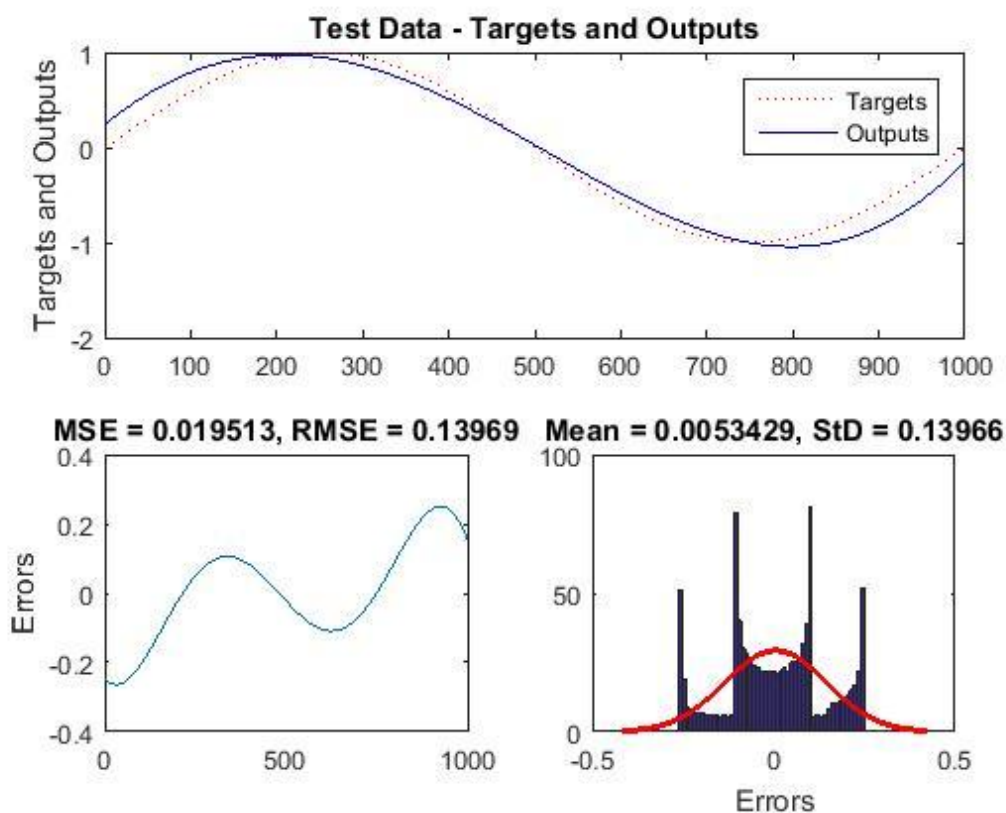 Test Data - Targets and Outputs
Targets and Outputs
1
0
-1
-2
Targets
Outputs
0 100 200 300 400 500 600 700 800 900 1000
MSE = 0.019513, RMSE = 0.13969
Errors
0.4
0.2
0
-0.2
-0.4
0 500 1000
Mean = 0.0053429, StD = 0.13966
100
50
0
-0.5 0 0.5
Errors